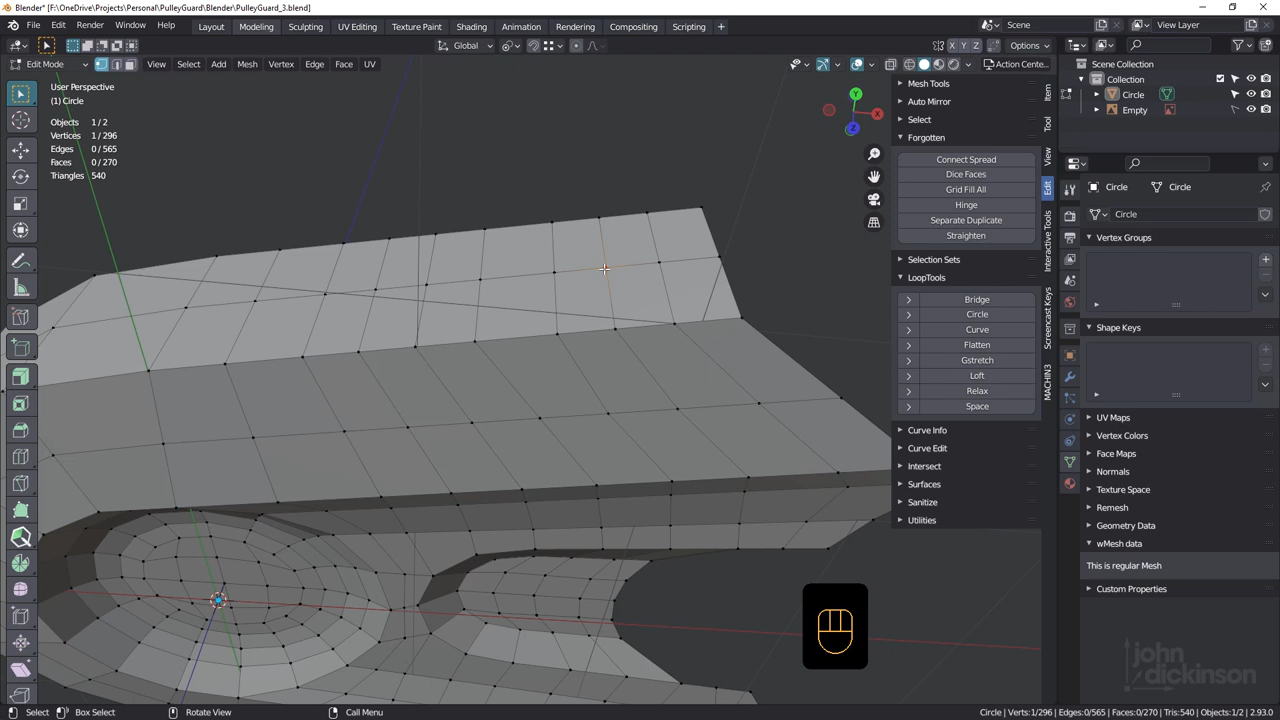 Blender* [F:\OneDrive\Projects\Personal\PulleyGuard\Blender\PulleyGuard_3.blend]
File Edit Render Window Help Layout Modeling Sculpting UV Editing Texture Paint Shading Animation Rendering Compositing Scripting Scene View Layer
Global X Y Z Options
Edit Mode View Select Add Mesh Vertex Edge Face UV Action Cente...
Scene Collection
Collection
Circle
Empty
User Perspective
(1) Circle
Objects 1 / 2
Vertices 1 / 296
Edges 0 / 565
Faces 0 / 270
Triangles 540
Y
X
Z
Mesh Tools
Auto Mirror
Select
Forgotten
Connect Spread
Dice Faces
Grid Fill All
Hinge
Separate Duplicate
Straighten
Selection Sets
LoopTools
Bridge
Circle
Curve
Flatten
Gstretch
Loft
Relax
Space
Curve Info
Curve Edit
Intersect
Surfaces
Sanitize
Utilities
Item
Tool
View
Edit
Interactive Tools
Screencast Keys
MACHIN3
Circle Circle
Circle
Vertex Groups
Shape Keys
UV Maps
Vertex Colors
Face Maps
Normals
Texture Space
Remesh
Geometry Data
wMesh data
This is regular Mesh
Custom Properties
john
dickinson
Select Box Select Rotate View Call Menu Circle | Verts:1/296 | Edges:0/565 | Faces:0/270 | Tris:540 | Objects:1/2 | 2.93.0